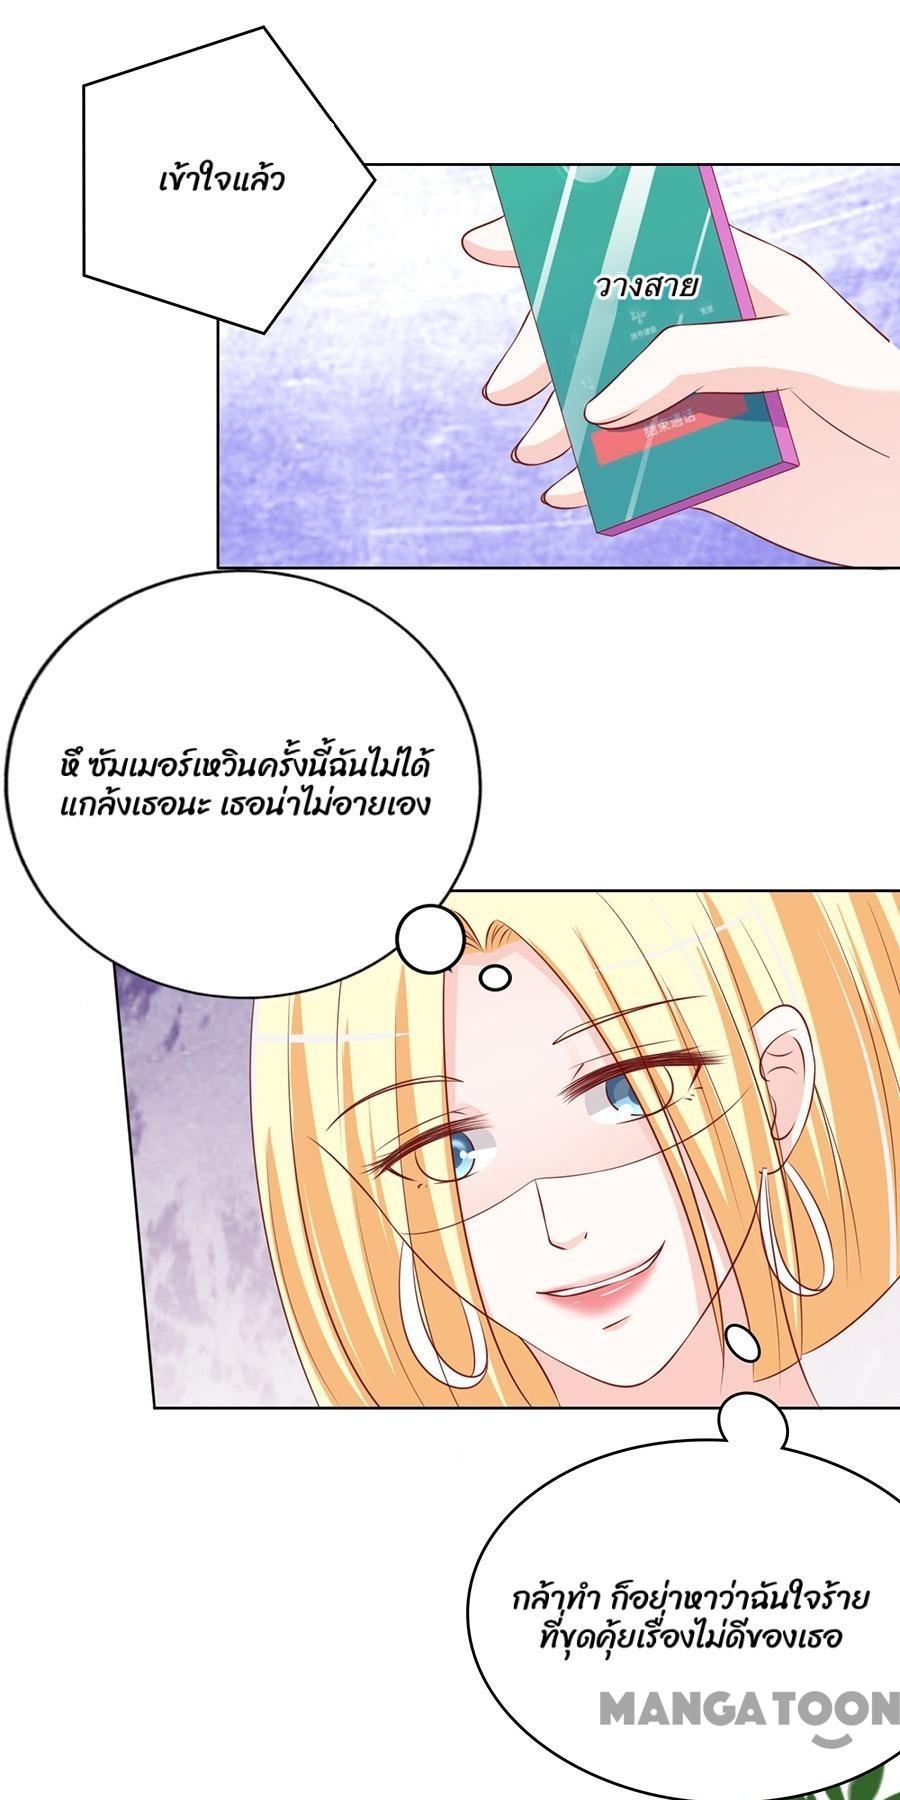 เข้าใจแล้ว
วางสาย
结束通话
หึ ซัมเมอร์เหวินครั้งนี้ฉันไม่ได้
แกล้งเธอนะ เธอน่าไม่อายเอง
กล้าทำ ก็อย่าหาว่าฉันใจร้าย
ที่ขุดคุ้ยเรื่องไม่ดีของเธอ
MANGATOON